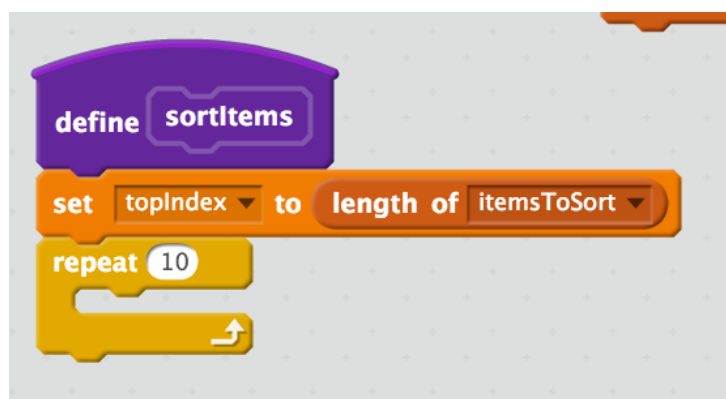 define sortItems
set topIndex to length of itemsToSort
repeat 10